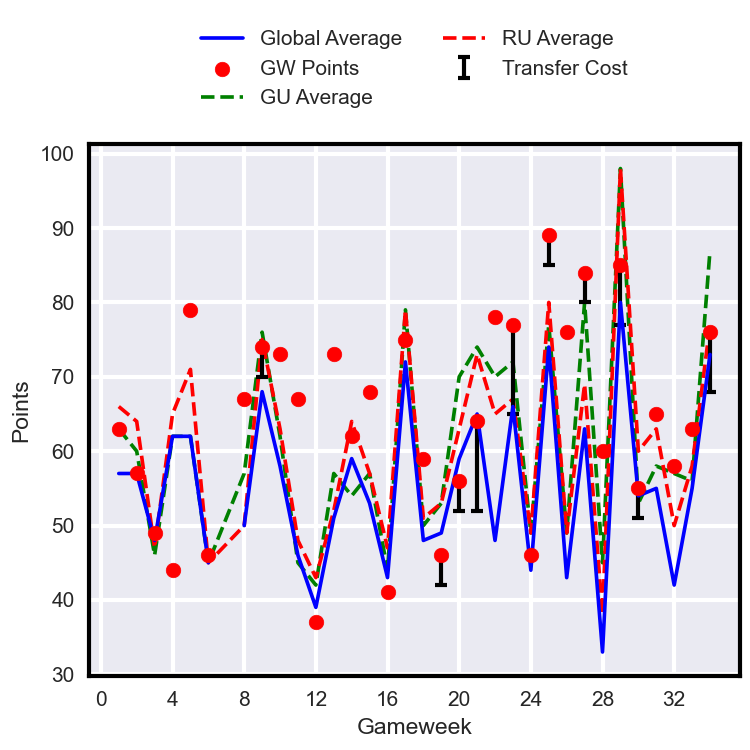 Global Average
GW Points
GU Average
RU Average
Transfer Cost
100
90
80
70
60
50
40
30
Points
0 4 8 12 16 20 24 28 32
Gameweek